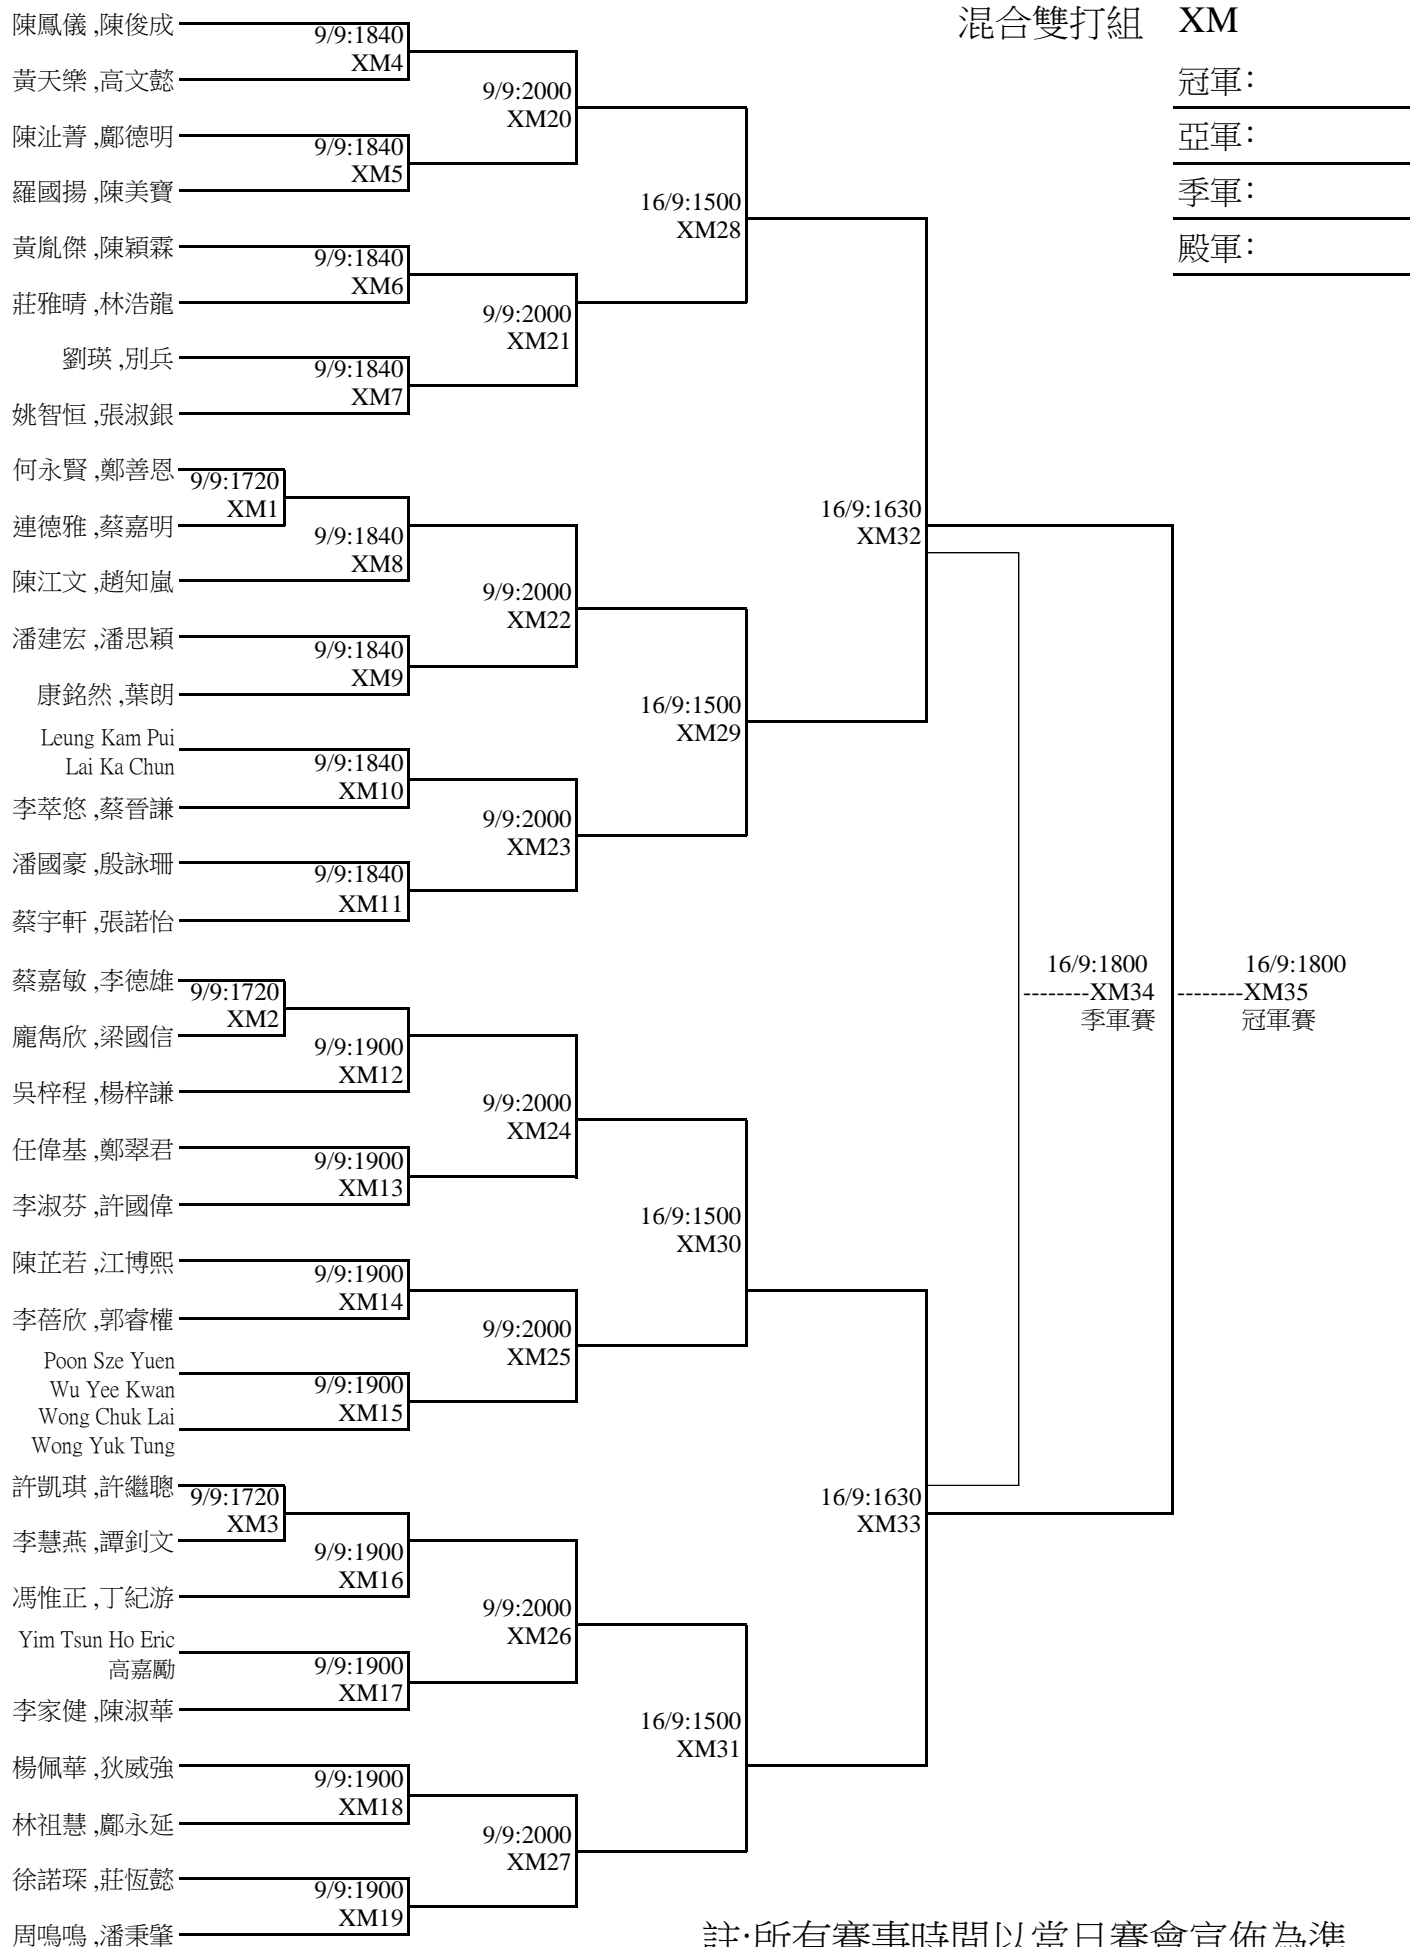 混合雙打組 XM
冠軍:
亞軍:
季軍:
殿軍:
陳鳳儀 ,陳俊成
9/9:1840
XM4
黃天樂 ,高文懿
9/9:2000
XM20
陳沚菁 ,鄺德明
9/9:1840
XM5
羅國揚 ,陳美寶
16/9:1500
XM28
黃胤傑 ,陳穎霖
9/9:1840
XM6
莊雅晴 ,林浩龍
9/9:2000
XM21
劉瑛 ,別兵
9/9:1840
XM7
姚智恒 ,張淑銀
何永賢 ,鄭善恩
9/9:1720
XM1
連德雅 ,蔡嘉明
16/9:1630
XM32
9/9:1840
XM8
陳江文 ,趙知嵐
9/9:2000
XM22
潘建宏 ,潘思穎
9/9:1840
XM9
康銘然 ,葉朗
16/9:1500
XM29
Leung Kam Pui
Lai Ka Chun
9/9:1840
XM10
李萃悠 ,蔡晉謙
9/9:2000
XM23
潘國豪 ,殷詠珊
9/9:1840
XM11
蔡宇軒 ,張諾怡
16/9:1800
--------XM34
季軍賽
16/9:1800
--------XM35
冠軍賽
蔡嘉敏 ,李德雄
9/9:1720
XM2
龐雋欣 ,梁國信
9/9:1900
XM12
吳梓程 ,楊梓謙
9/9:2000
XM24
任偉基 ,鄭翠君
9/9:1900
XM13
李淑芬 ,許國偉
16/9:1500
XM30
陳芷若 ,江博熙
9/9:1900
XM14
李蓓欣 ,郭睿權
9/9:2000
XM25
Poon Sze Yuen
Wu Yee Kwan
9/9:1900
XM15
Wong Chuk Lai
Wong Yuk Tung
許凱琪 ,許繼聰
9/9:1720
XM3
16/9:1630
XM33
李慧燕 ,譚釗文
9/9:1900
XM16
馮惟正 ,丁紀游
9/9:2000
XM26
Yim Tsun Ho Eric
高嘉勵
9/9:1900
XM17
李家健 ,陳淑華
16/9:1500
XM31
楊佩華 ,狄威強
9/9:1900
XM18
林祖慧 ,鄺永延
9/9:2000
XM27
徐諾琛 ,莊恆懿
9/9:1900
XM19
周鳴鳴 ,潘秉肇
註:所有賽事時間以當日賽會宣佈為準